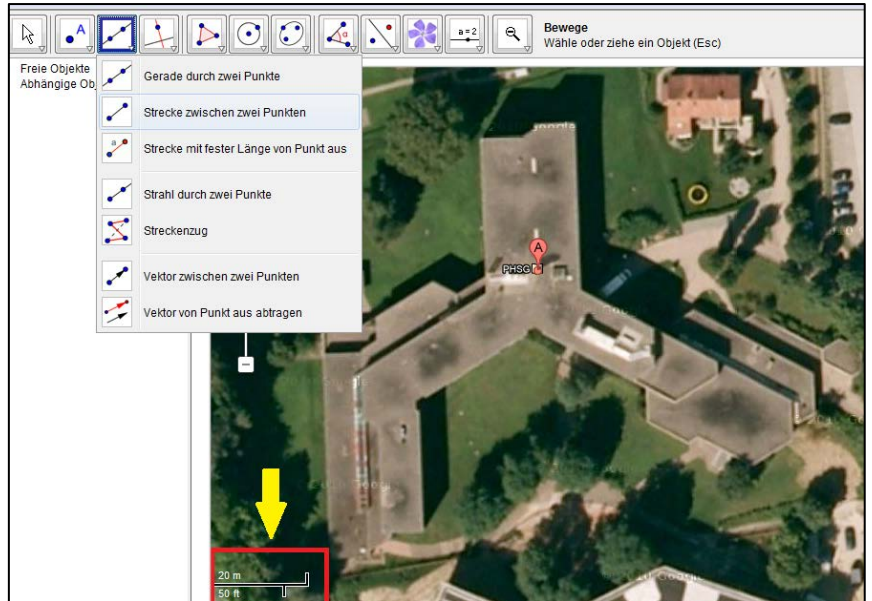 A
α
a=2
Bewege
Wähle oder ziehe ein Objekt (Esc)
Freie Objekte
Abhängige Obj
Gerade durch zwei Punkte
Strecke zwischen zwei Punkten
a
Strecke mit fester Länge von Punkt aus
Strahl durch zwei Punkte
Streckenzug
Vektor zwischen zwei Punkten
Vektor von Punkt aus abtragen
A
PHSG
20 m
50 ft